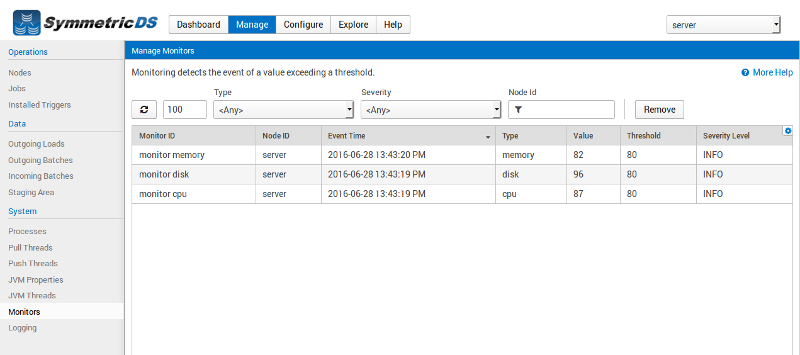 SymmetricDS
Dashboard Manage Configure Explore Help
server
Operations
Nodes
Jobs
Installed Triggers
Data
Outgoing Loads
Outgoing Batches
Incoming Batches
Staging Area
System
Processes
Pull Threads
Push Threads
JVM Properties
JVM Threads
Monitors
Logging
Manage Monitors
Monitoring detects the event of a value exceeding a threshold.
More Help
Type Severity Node Id
100 <Any> <Any> Remove
Monitor ID Node ID Event Time Type Value Threshold Severity Level
monitor memory server 2016-06-28 13:43:20 PM memory 82 80 INFO
monitor disk server 2016-06-28 13:43:19 PM disk 96 80 INFO
monitor cpu server 2016-06-28 13:43:19 PM cpu 87 80 INFO